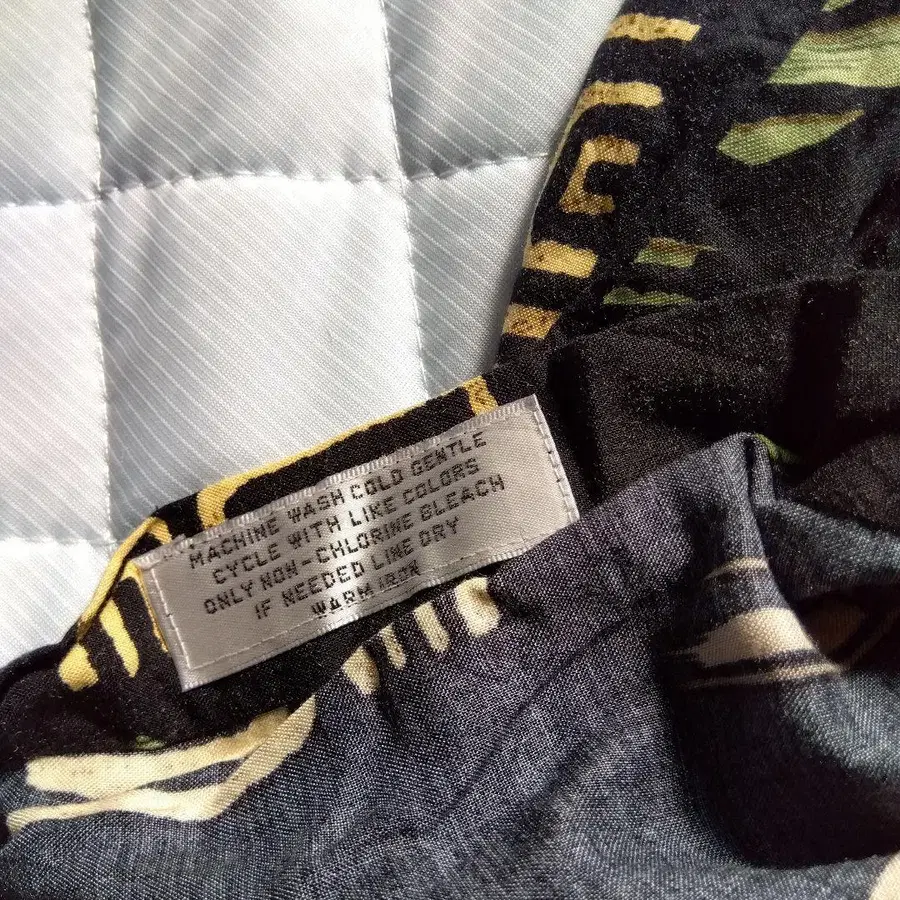 MACHINE WASH COLD GENTLE
CYCLE WITH LIKE COLORS
ONLY NON-CHLORINE BLEACH
IF NEEDED LINE DRY
WARM IRON